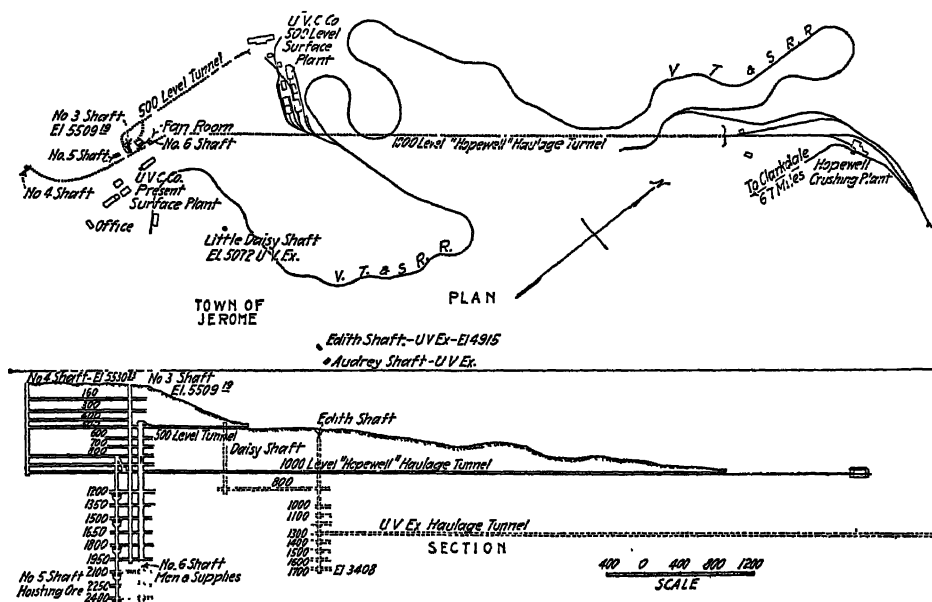 U.V.C Co
500 Level
Surface
Plant
500 Level Tunnel
No 3 Shaft
El 5509 19
Fan Room
No. 6 Shaft
No. 5 Shaft
No 4 Shaft
U.V.C Co.
Present
Surface Plant
Office
V T & S R. R
1000 Level "Hopewell" Haulage Tunnel
To Clarkdale
6.7 Miles
Hopewell
Crushing Plant
N
Little Daisy Shaft
El. 5072 U V. Ex.
V. T. & S R. R.
TOWN OF
JEROME
PLAN
Edith Shaft-UV Ex-El 4915
Audrey Shaft-UV Ex.
No 4 Shaft-El 5530
No 3 Shaft
El. 5509 19
160
300
400
500
600
700
800
500 Level Tunnel
Daisy Shaft
Edith Shaft
1000 Level "Hopewell" Haulage Tunnel
800
1200
1350
1500
1650
1800
1950
2100
2250
2400
1000
1100
1300
1400
1500
1600
1700
El 3408
UV Ex Haulage Tunnel
SECTION
No 5 Shaft
Hoisting Ore
No. 6 Shaft
Men & Supplies
400 0 400 800 1200
SCALE